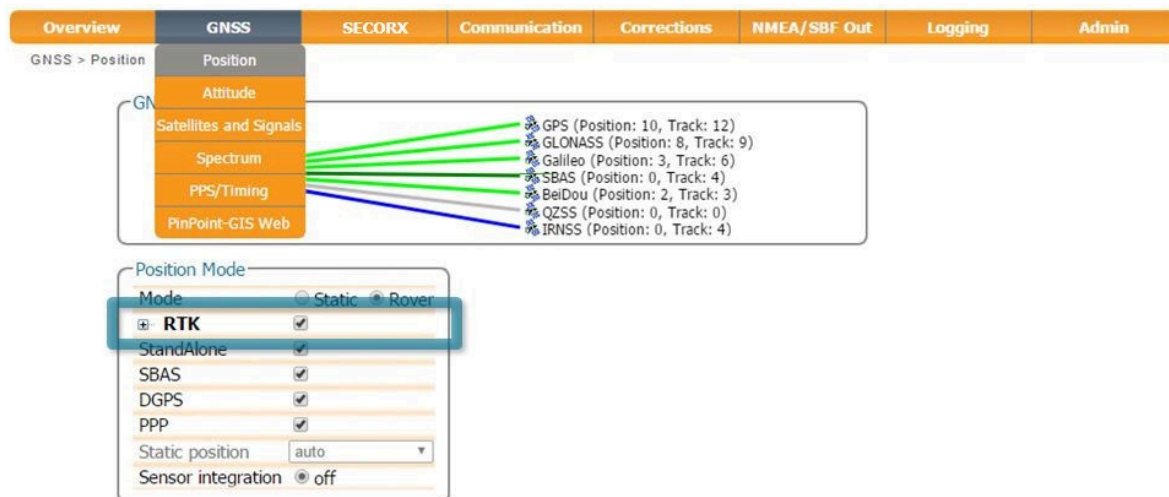 Overview GNSS SECORX Communication Corrections NMEA/SBF Out Logging Admin
GNSS > Position
Position
Attitude
Satellites and Signals
Spectrum
PPS/Timing
PinPoint-GIS Web
GN
GPS (Position: 10, Track: 12)
GLONASS (Position: 8, Track: 9)
Galileo (Position: 3, Track: 6)
SBAS (Position: 0, Track: 4)
BeiDou (Position: 2, Track: 3)
QZSS (Position: 0, Track: 0)
IRNSS (Position: 0, Track: 4)
Position Mode
Mode Static Rover
RTK
StandAlone
SBAS
DGPS
PPP
Static position auto
Sensor integration off